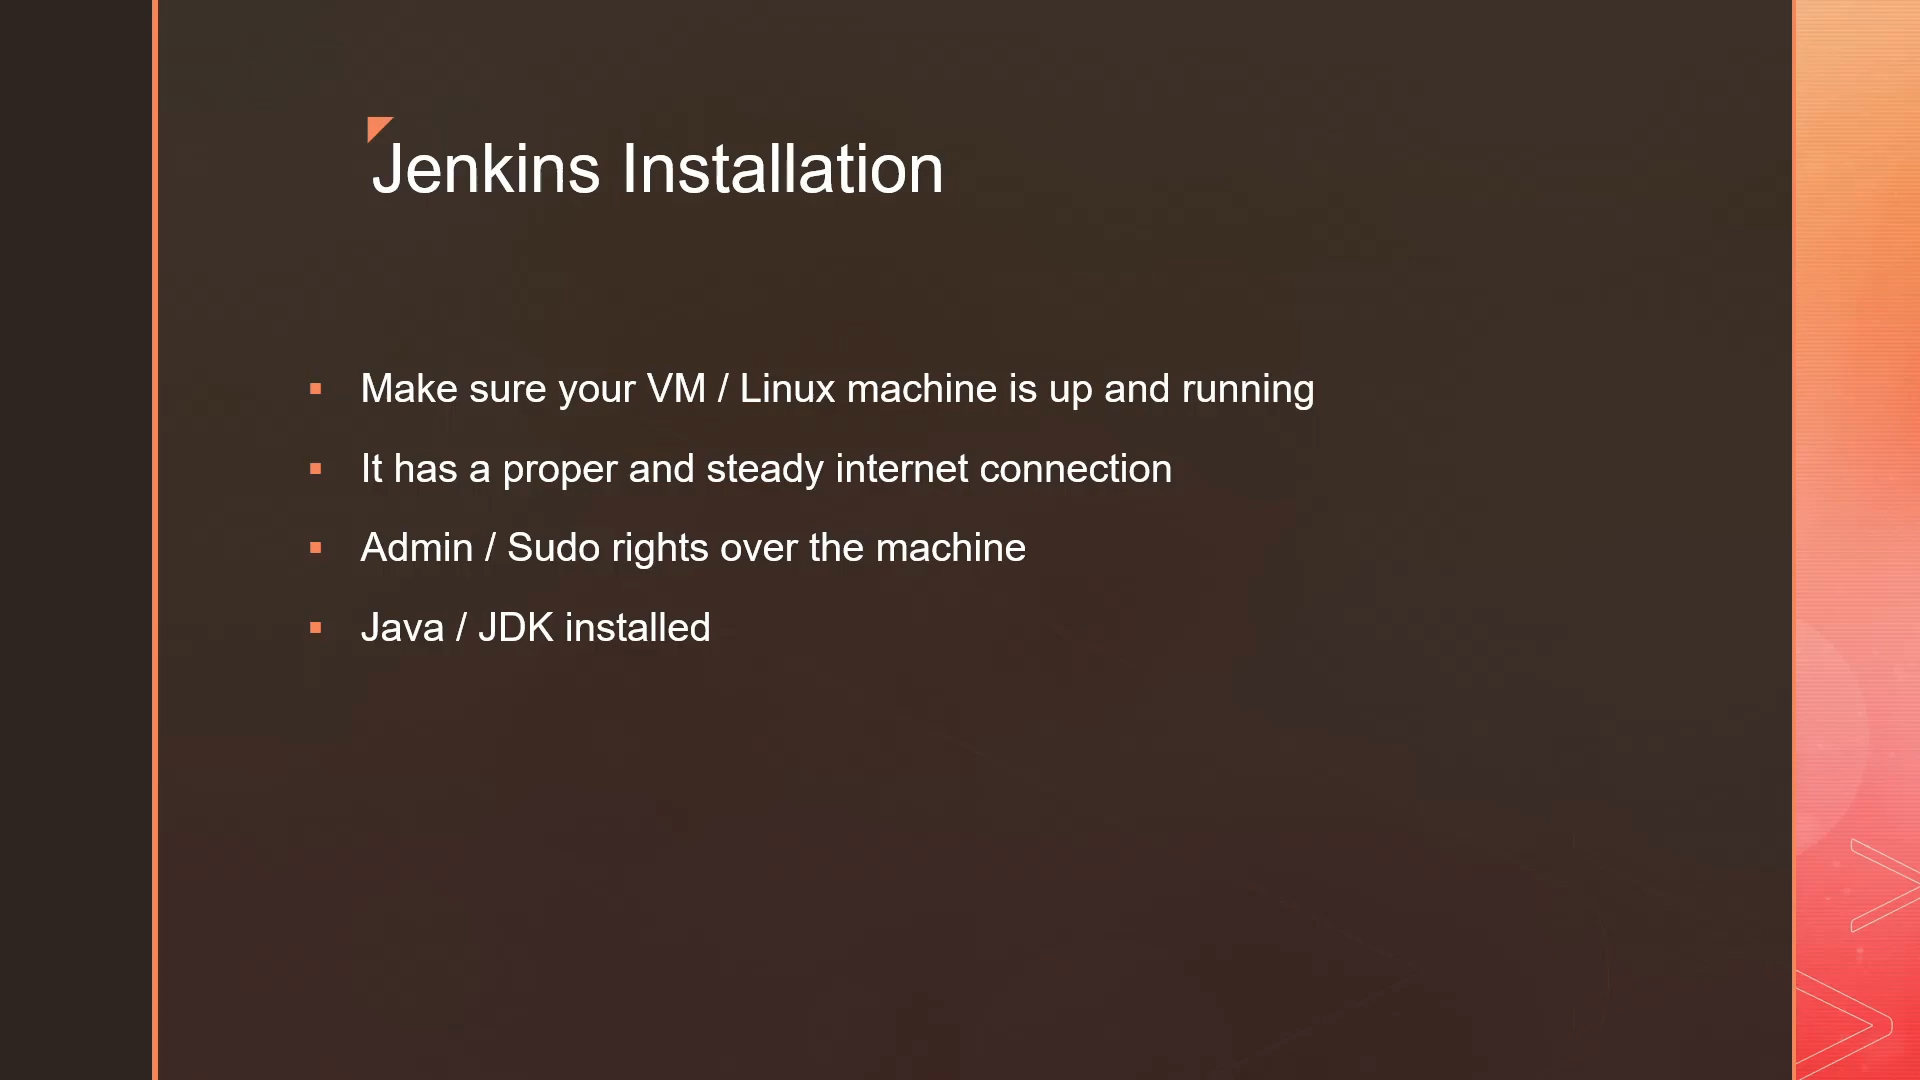 Jenkins Installation
Make sure your VM / Linux machine is up and running
It has a proper and steady internet connection
Admin / Sudo rights over the machine
Java / JDK installed